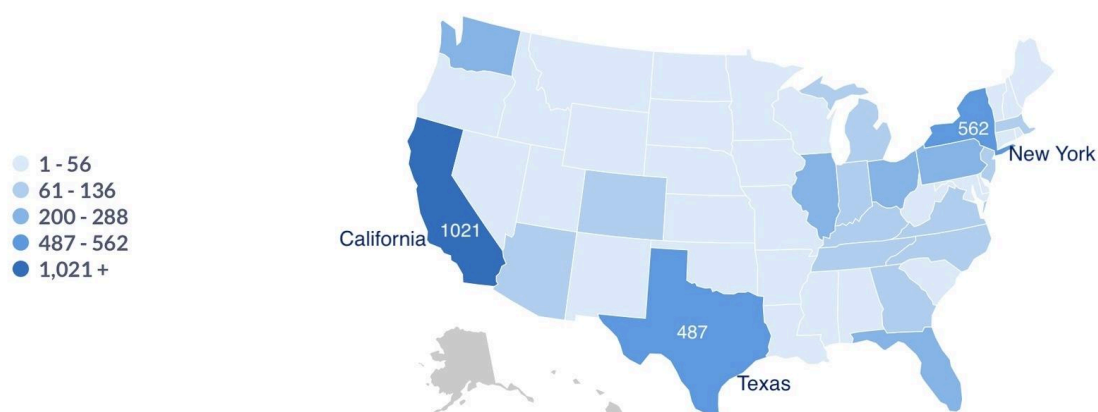 562
New York
1 - 56
61 - 136
200 - 288
487 - 562
1,021 +
California
1021
487
Texas